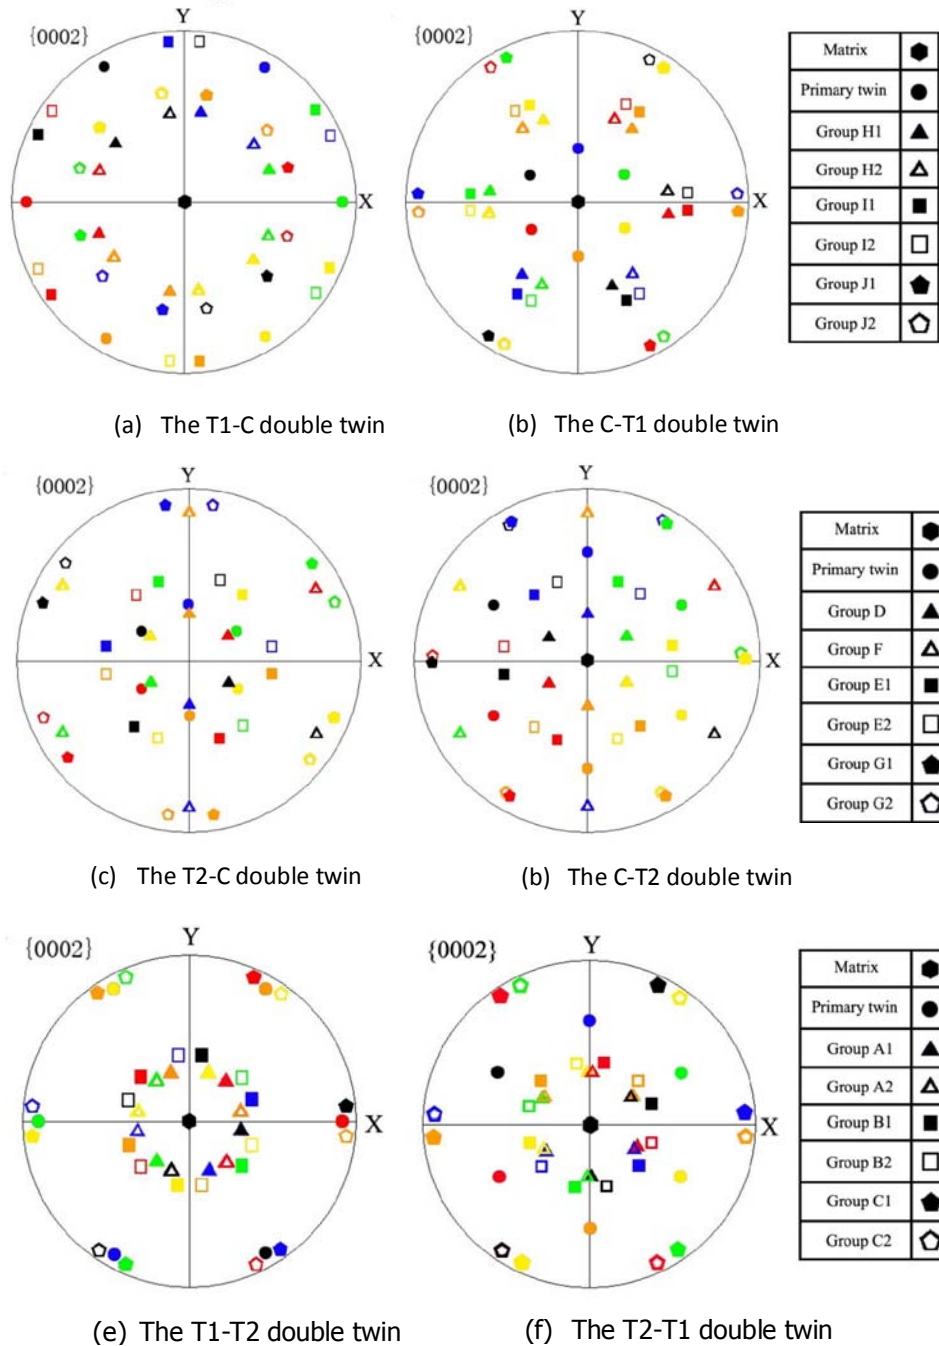 Y
{0002}
X
Y
{0002}
X
Matrix
Primary twin
Group H1
Group H2
Group I1
Group I2
Group J1
Group J2
(a) The T1-C double twin
(b) The C-T1 double twin
Y
{0002}
X
Y
{0002}
X
Matrix
Primary twin
Group D
Group F
Group E1
Group E2
Group G1
Group G2
(c) The T2-C double twin
(b) The C-T2 double twin
Y
{0002}
X
Y
{0002}
X
Matrix
Primary twin
Group A1
Group A2
Group B1
Group B2
Group C1
Group C2
(e) The T1-T2 double twin
(f) The T2-T1 double twin